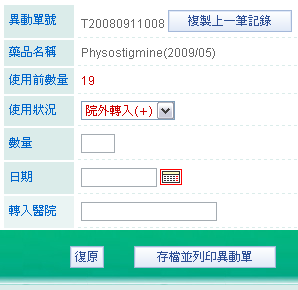 異動單號 T20080911008 複製上一筆記錄
藥品名稱 Physostigmine(2009/05)
使用前數量 19
使用狀況 院外轉入(+)
數量
日期
轉入醫院
復原 存檔並列印異動單